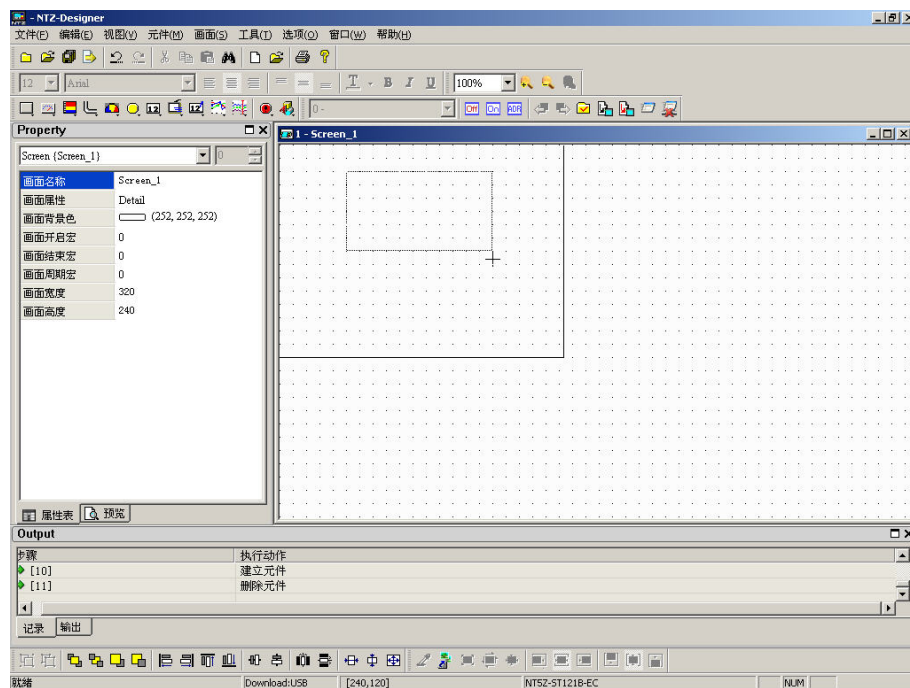 - NTZ-Designer
文件(F) 编辑(E) 视图(V) 元件(M) 画面(S) 工具(T) 选项(O) 窗口(W) 帮助(H)
12 Arial T B I U 100%
0 - Off On ADR
Property
1 - Screen_1
Screen {Screen_1} 0
画面名称 Screen_1
画面属性 Detail
画面背景色 (252, 252, 252)
画面开启宏 0
画面结束宏 0
画面周期宏 0
画面宽度 320
画面高度 240
属性表 预览
Output
步骤 执行动作
[10] 建立元件
[11] 删除元件
记录 输出
就绪 Download:USB [240,120] NT5Z-ST121B-EC NUM